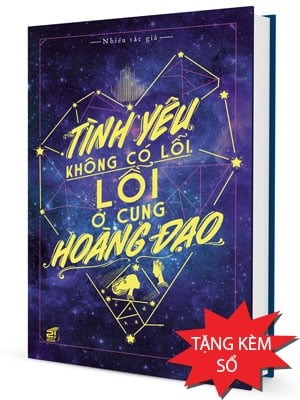 Nhiều tác giả
TÌNH YÊU
KHÔNG CÓ LỖI,
LỖI
Ở CUNG
HOÀNG ĐẠO
TẶNG KÈM
SỔ